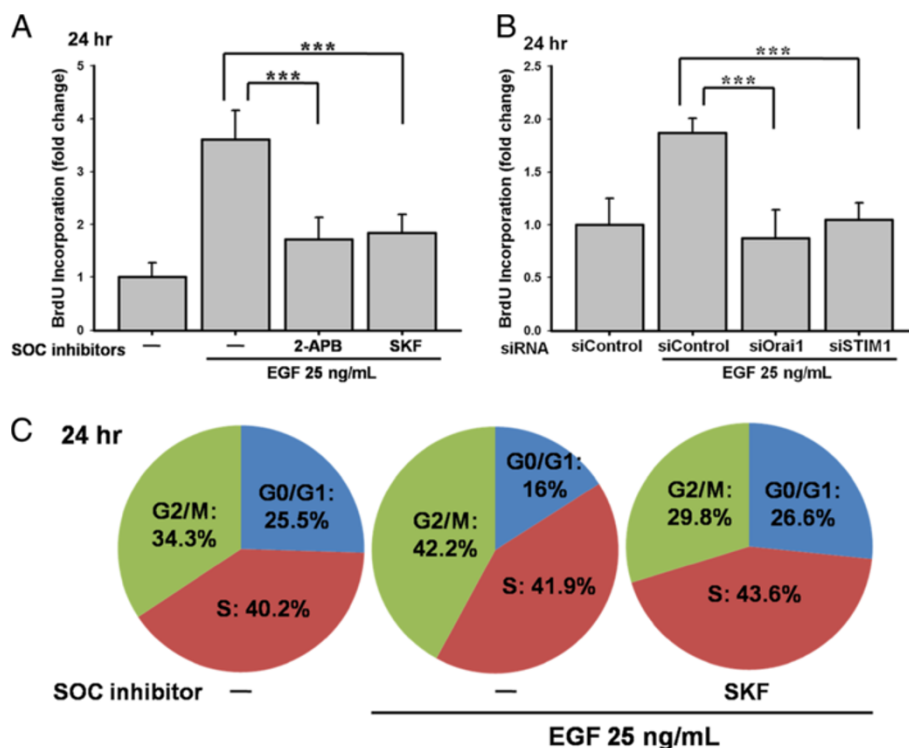 A
24 hr
***
***
BrdU Incorporation (fold change)
5
4
3
2
1
0
SOC inhibitors
—
—
2-APB
SKF
EGF 25 ng/mL
B
24 hr
***
***
BrdU Incorporation (fold change)
2.5
2.0
1.5
1.0
0.5
0.0
siRNA
siControl
siControl
siOrai1
siSTIM1
EGF 25 ng/mL
C
24 hr
G2/M:
34.3%
G0/G1:
25.5%
S: 40.2%
G2/M:
42.2%
G0/G1:
16%
S: 41.9%
G2/M:
29.8%
G0/G1:
26.6%
S: 43.6%
SOC inhibitor
—
—
SKF
EGF 25 ng/mL